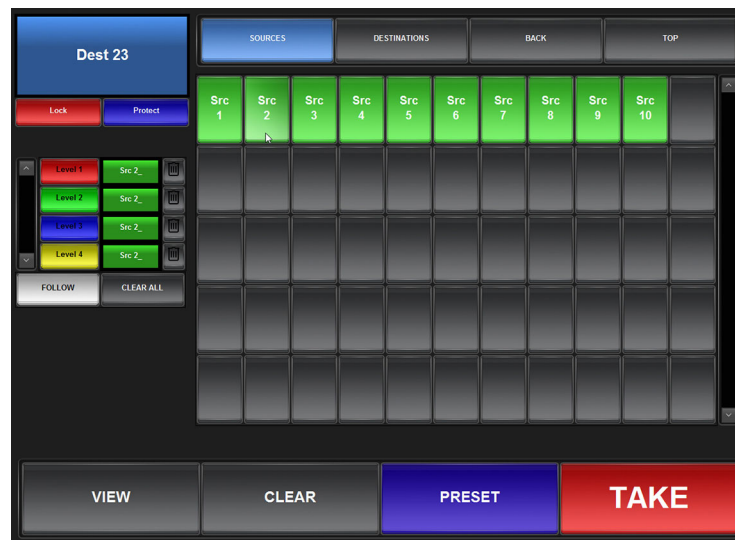 Dest 23
SOURCES
DESTINATIONS
BACK
TOP
Lock
Protect
Src 1
Src 2
Src 3
Src 4
Src 5
Src 6
Src 7
Src 8
Src 9
Src 10
Level 1
Src 2_
Level 2
Src 2_
Level 3
Src 2_
Level 4
Src 2_
FOLLOW
CLEAR ALL
VIEW
CLEAR
PRESET
TAKE